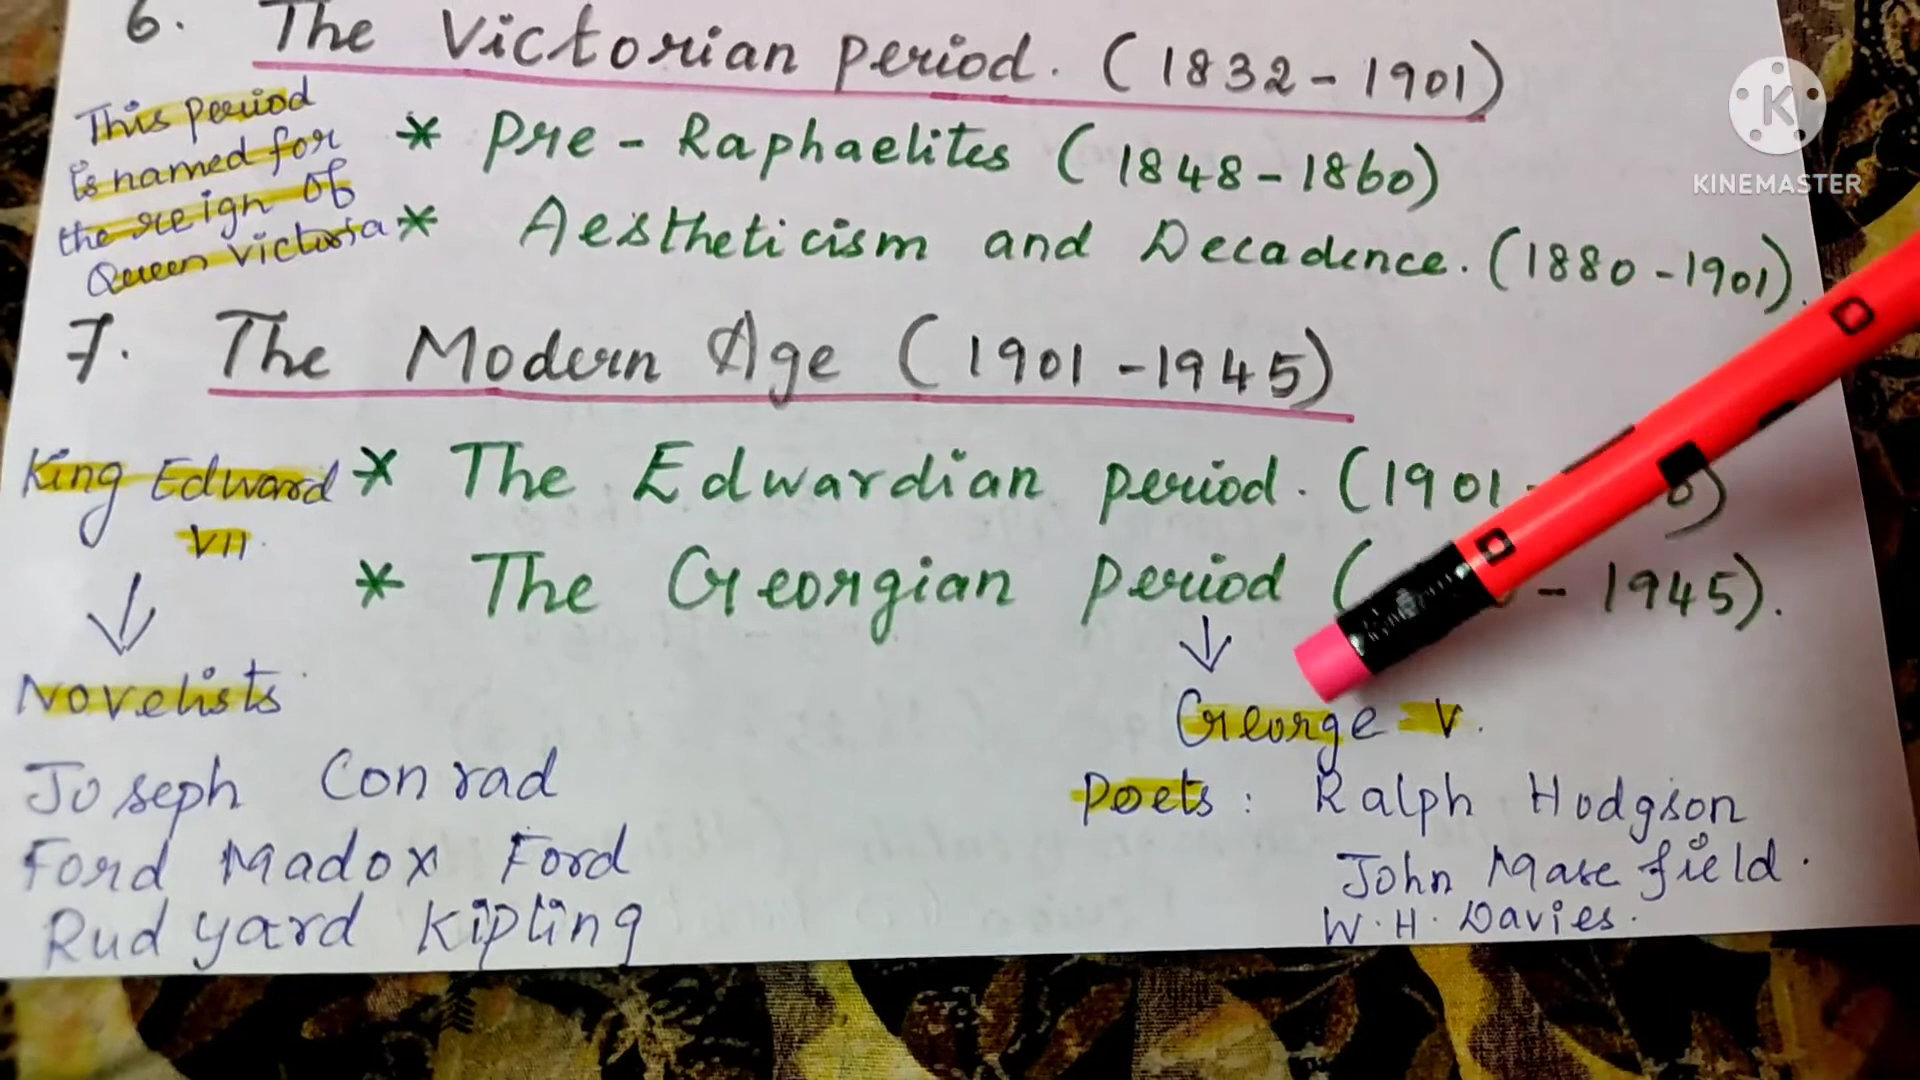 6. The Victorian period. (1832-1901)
This period
is named for
the reign of
Queen Victoria
* Pre-Raphaelites (1848-1860)
* Aestheticism and Decadence. (1880-1901).
7. The Modern Age (1901-1945)
King Edward
VII.
* The Edwardian period. (1901-
* The Georgian period ( - 1945).
Novelists
Joseph Conrad
Ford Madox Ford
Rudyard Kipling
George V.
Poets: Ralph Hodgson
John Masefield.
W.H. Davies.
KINEMASTER